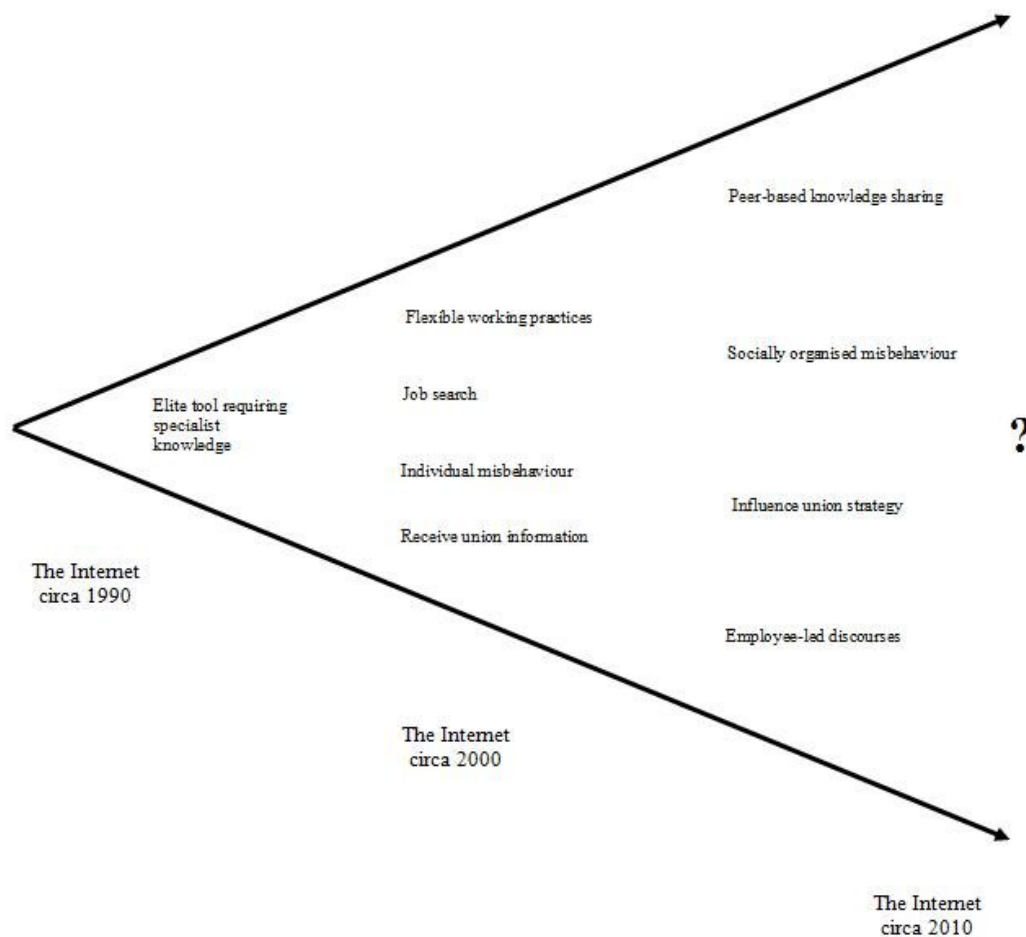 Peer-based knowledge sharing
Flexible working practices
Socially organised misbehaviour
Job search
Elite tool requiring
specialist
knowledge
?
Individual misbehaviour
Influence union strategy
Receive union information
The Internet
circa 1990
Employee-led discourses
The Internet
circa 2000
The Internet
circa 2010